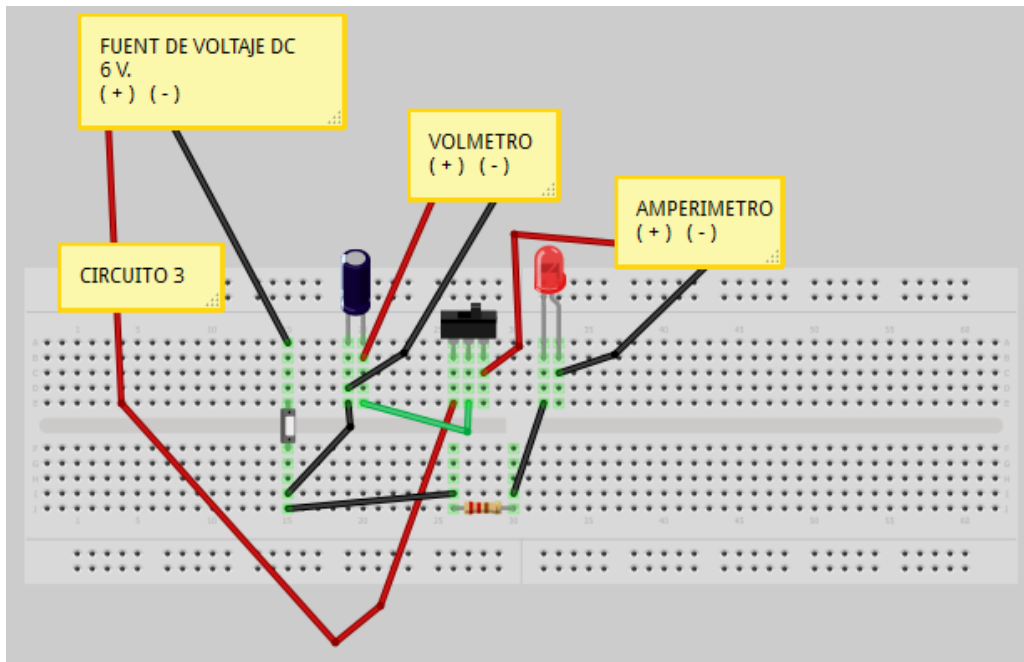 FUENT DE VOLTAJE DC
6 V.
( + ) ( - )
VOLMETRO
( + ) ( - )
AMPERIMETRO
( + ) ( - )
CIRCUITO 3